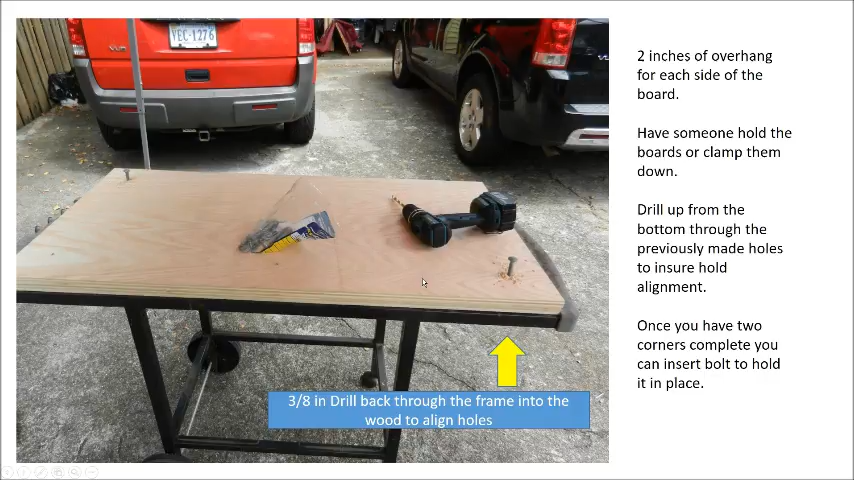 VEC-1276
2 inches of overhang
for each side of the
board.
Have someone hold the
boards or clamp them
down.
Drill up from the
bottom through the
previously made holes
to insure hold
alignment.
Once you have two
corners complete you
can insert bolt to hold
it in place.
3/8 in Drill back through the frame into the
wood to align holes